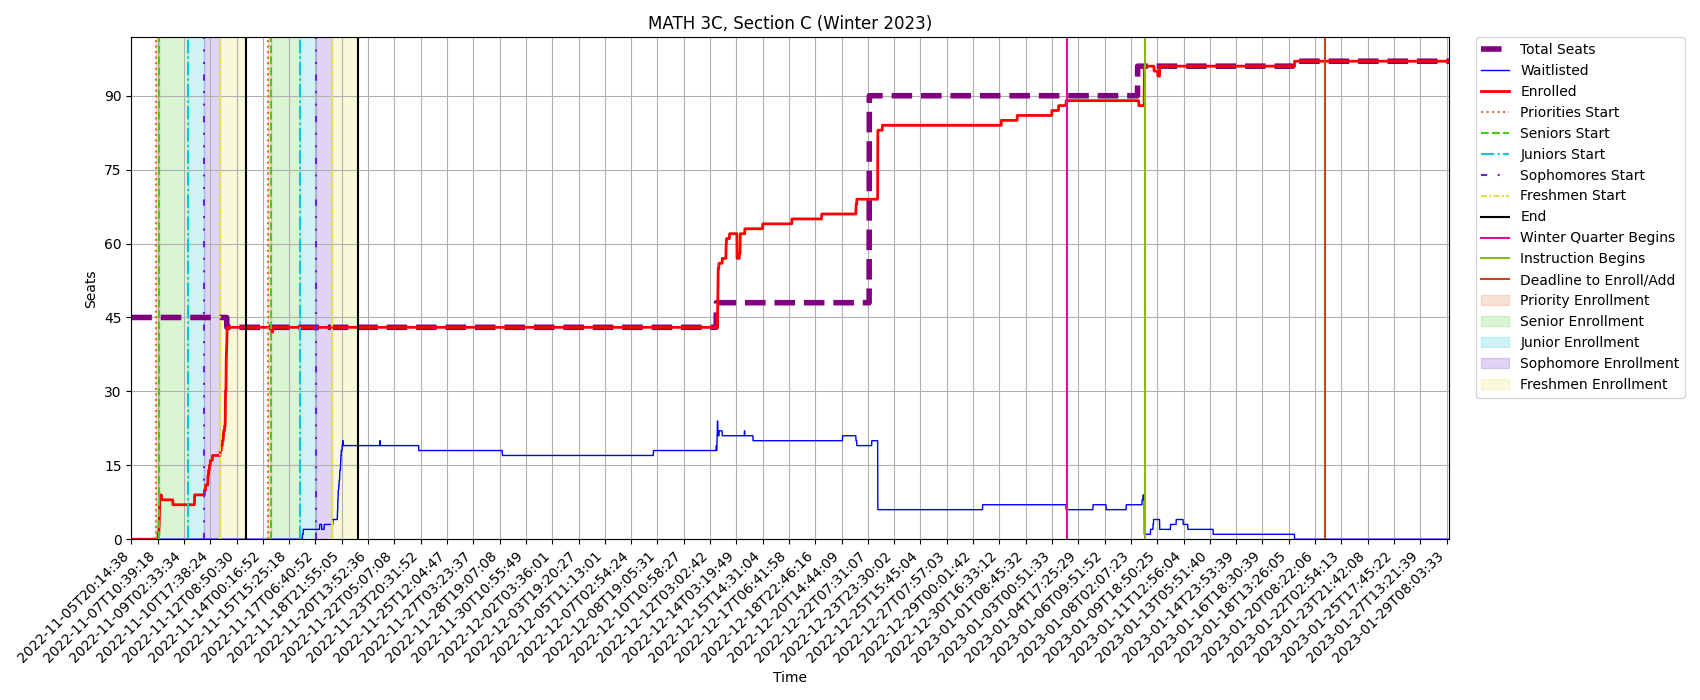 MATH 3C, Section C (Winter 2023)
Seats
90
75
60
45
30
15
0
2022-11-05T20:14:38
2022-11-07T10:39:18
2022-11-09T02:33:34
2022-11-10T17:38:24
2022-11-12T08:50:30
2022-11-14T00:16:52
2022-11-15T15:25:18
2022-11-17T06:40:52
2022-11-18T21:55:05
2022-11-20T13:52:36
2022-11-22T05:07:08
2022-11-23T20:31:52
2022-11-25T12:04:47
2022-11-27T03:23:37
2022-11-28T19:07:08
2022-11-30T10:55:49
2022-12-02T03:36:01
2022-12-03T19:20:27
2022-12-05T11:13:01
2022-12-07T02:54:24
2022-12-08T19:05:31
2022-12-10T10:58:27
2022-12-12T03:02:42
2022-12-14T03:19:49
2022-12-15T14:31:04
2022-12-17T06:41:58
2022-12-18T22:46:16
2022-12-20T14:44:09
2022-12-22T07:31:07
2022-12-23T23:30:02
2022-12-25T15:45:04
2022-12-27T07:57:03
2022-12-29T00:01:42
2022-12-30T16:33:12
2023-01-01T08:45:32
2023-01-03T00:51:33
2023-01-04T17:25:29
2023-01-06T09:51:52
2023-01-08T02:07:23
2023-01-09T18:50:25
2023-01-11T12:56:04
2023-01-13T05:51:40
2023-01-14T23:53:39
2023-01-16T18:30:39
2023-01-18T13:26:05
2023-01-20T08:22:06
2023-01-22T02:54:13
2023-01-23T21:42:08
2023-01-25T17:45:22
2023-01-27T13:21:39
2023-01-29T08:03:33
Time
Total Seats
Waitlisted
Enrolled
Priorities Start
Seniors Start
Juniors Start
Sophomores Start
Freshmen Start
End
Winter Quarter Begins
Instruction Begins
Deadline to Enroll/Add
Priority Enrollment
Senior Enrollment
Junior Enrollment
Sophomore Enrollment
Freshmen Enrollment